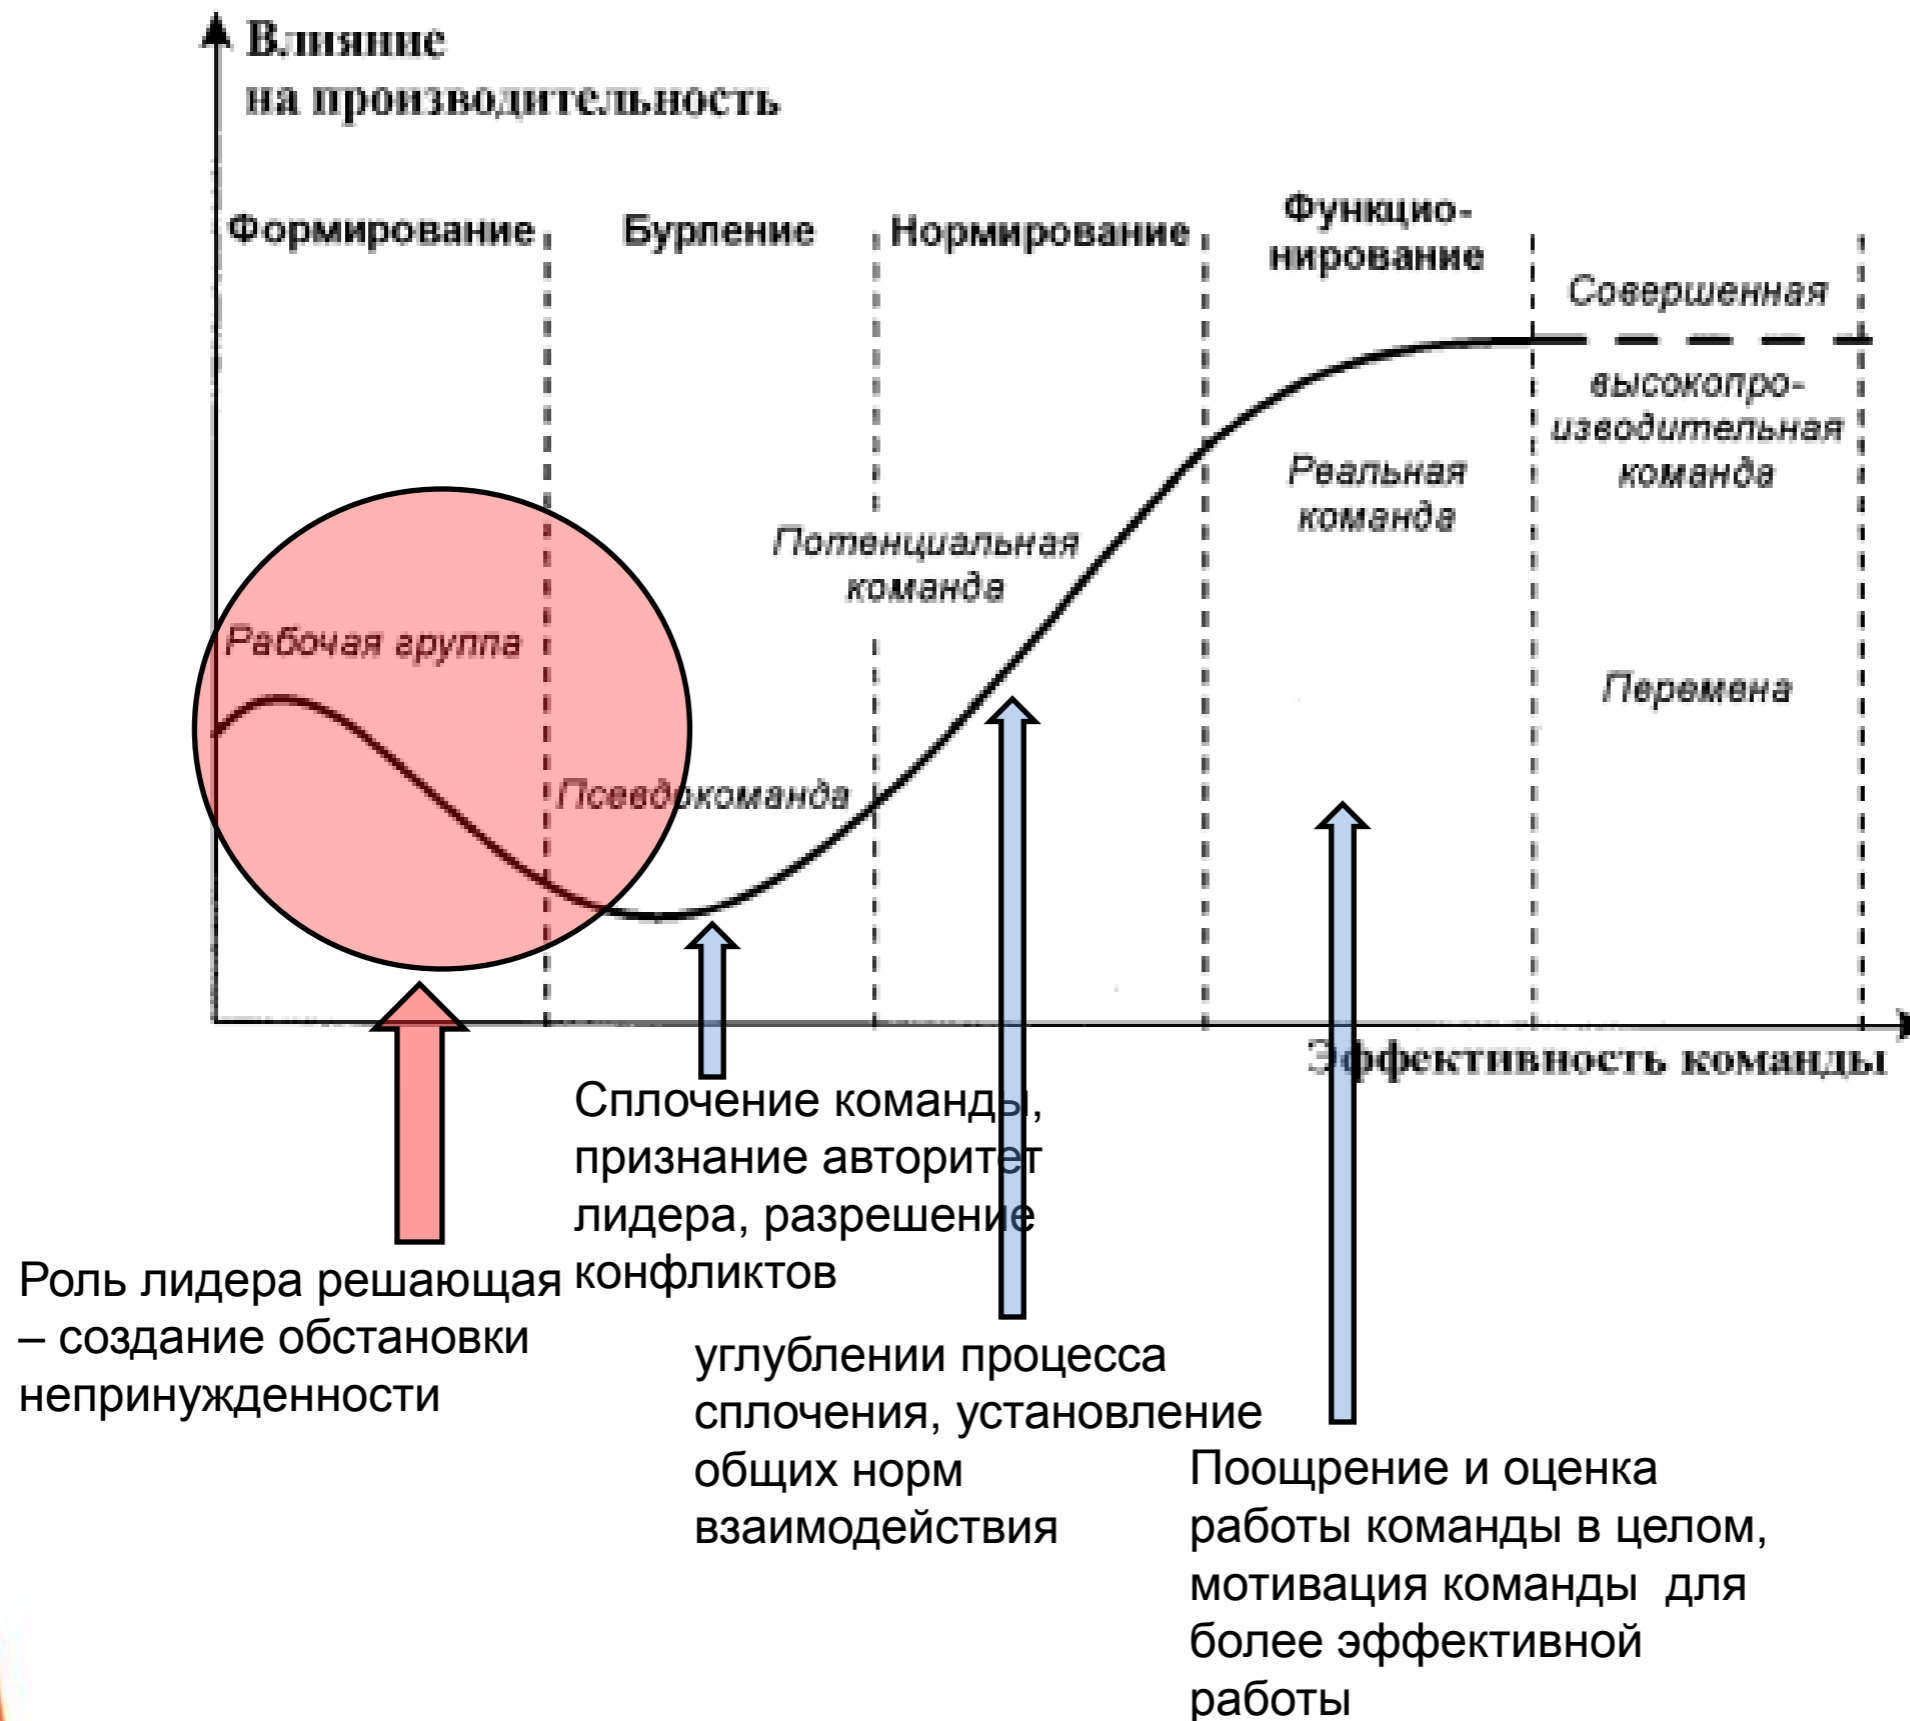 Влияние
на производительность
Формирование
Бурление
Нормирование
Функцио-
нирование
Совершенная
высокопро-
изводительная
команда
Реальная
команда
Потенциальная
команда
Рабочая группа
Перемена
Псевдокоманда
Эффективность команды
Сплочение команды,
признание авторитет
лидера, разрешение
конфликтов
Роль лидера решающая
– создание обстановки
непринужденности
углублении процесса
сплочения, установление
общих норм
взаимодействия
Поощрение и оценка
работы команды в целом,
мотивация команды для
более эффективной
работы